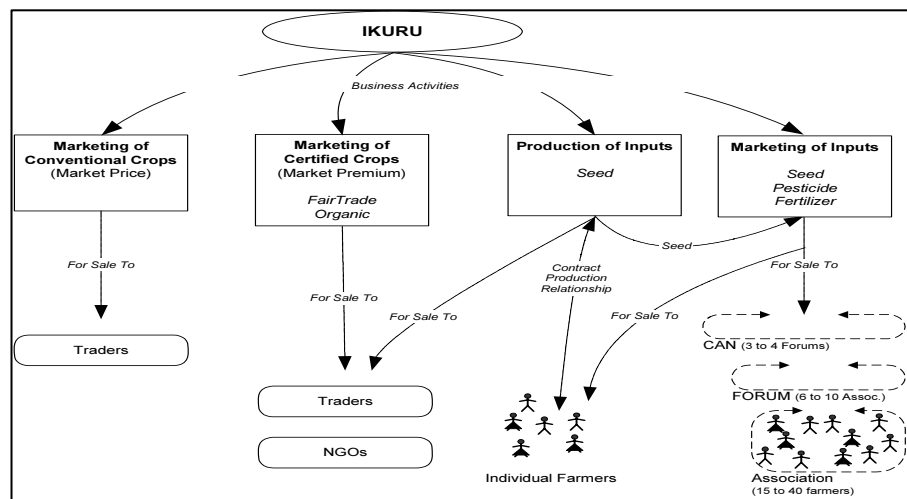 IKURU
Business Activities
Marketing of
Conventional Crops
(Market Price)
Marketing of
Certified Crops
(Market Premium)
FairTrade
Organic
Production of Inputs
Seed
Marketing of Inputs
Seed
Pesticide
Fertilizer
Seed
For Sale To
Contract
Production
Relationship
For Sale To
For Sale To
For Sale To
For Sale To
Traders
CAN (3 to 4 Forums)
Traders
FORUM (6 to 10 Assoc.)
NGOs
Individual Farmers
Association
(15 to 40 farmers)